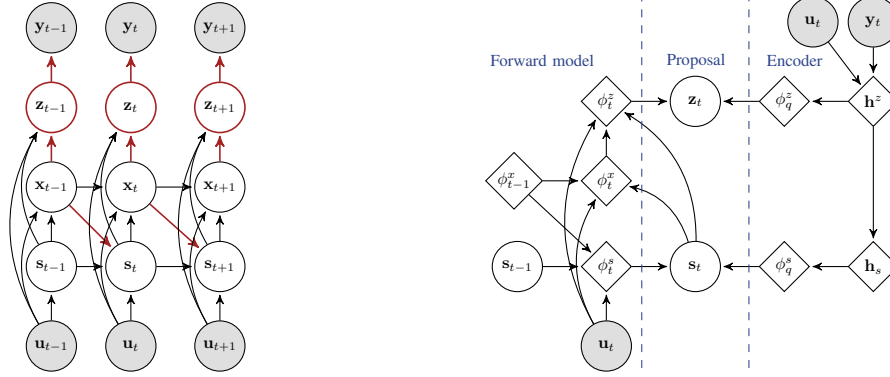 y_{t−1} y_t y_{t+1}
z_{t−1} z_t z_{t+1}
x_{t−1} x_t x_{t+1}
s_{t−1} s_t s_{t+1}
u_{t−1} u_t u_{t+1}
u_t y_t
Forward model Proposal Encoder
ϕ_t^z z_t ϕ_q^z h^z
ϕ_{t−1}^x ϕ_t^x
s_{t−1} ϕ_t^s s_t ϕ_q^s h_s
u_t